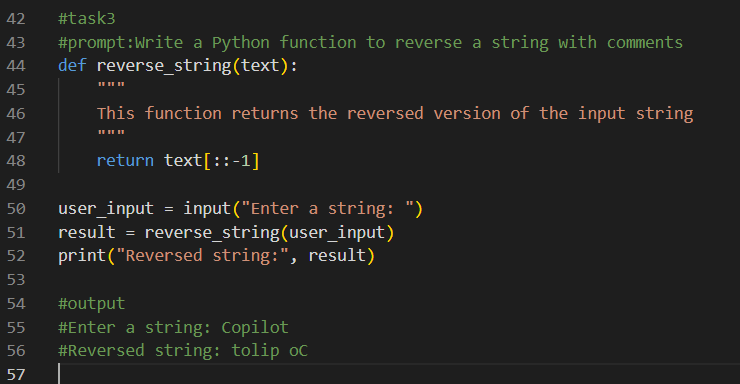 42 #task3
43 #prompt:Write a Python function to reverse a string with comments
44 def reverse_string(text):
45     """
46     This function returns the reversed version of the input string
47     """
48     return text[::-1]
49
50 user_input = input("Enter a string: ")
51 result = reverse_string(user_input)
52 print("Reversed string:", result)
53
54 #output
55 #Enter a string: Copilot
56 #Reversed string: tolip oC
57